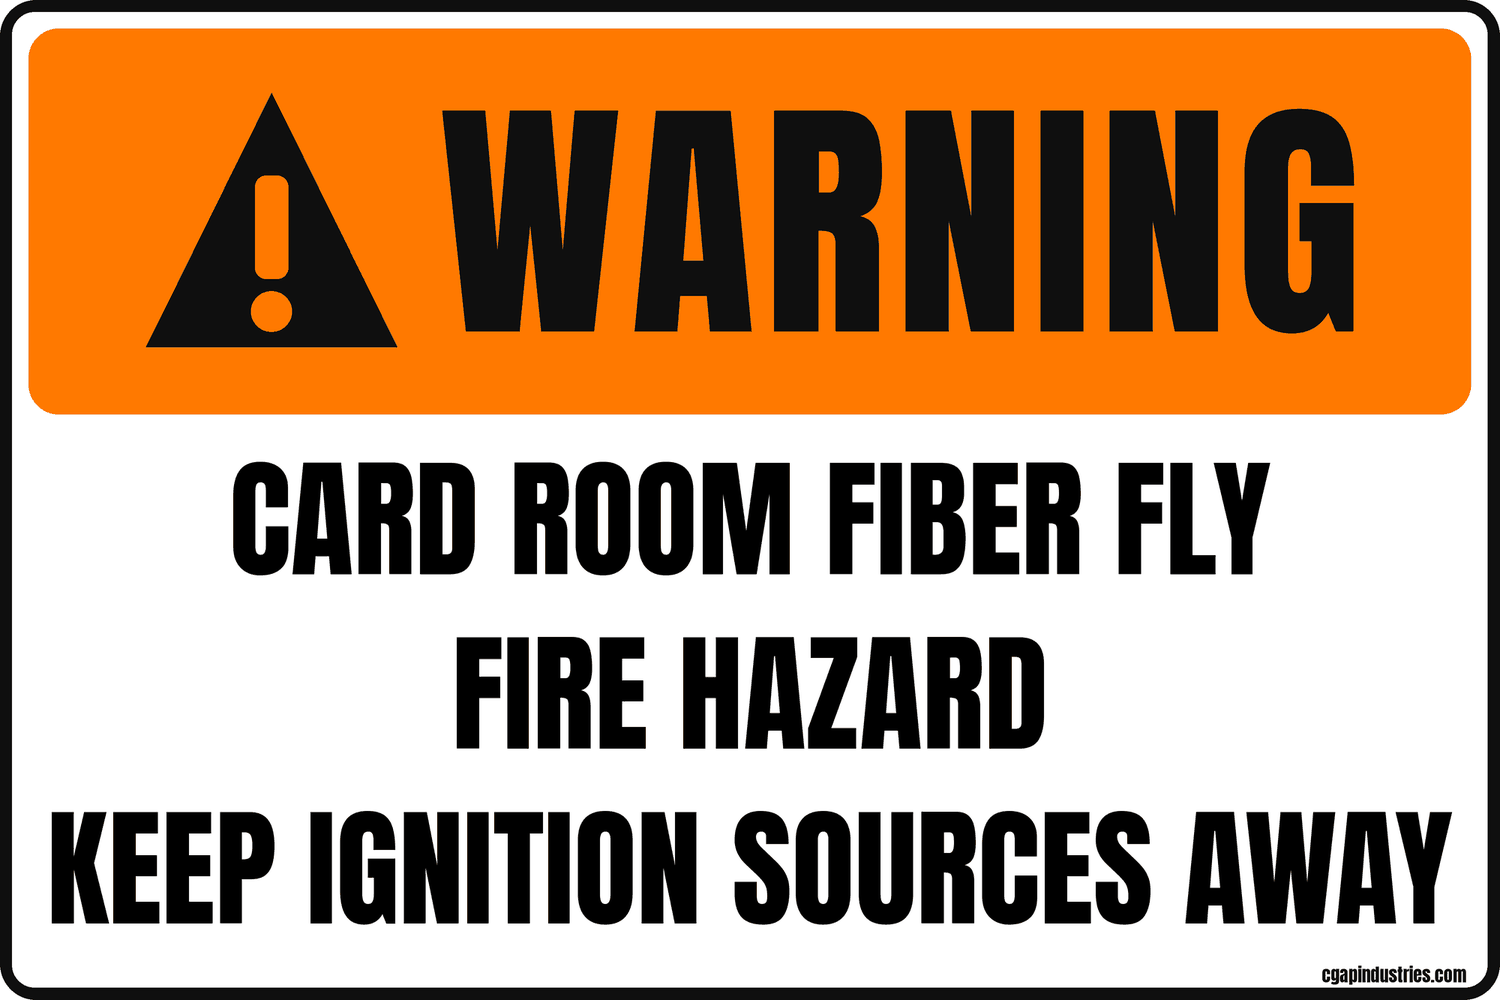 WARNING
CARD ROOM FIBER FLY
FIRE HAZARD
KEEP IGNITION SOURCES AWAY
cgapindustries.com